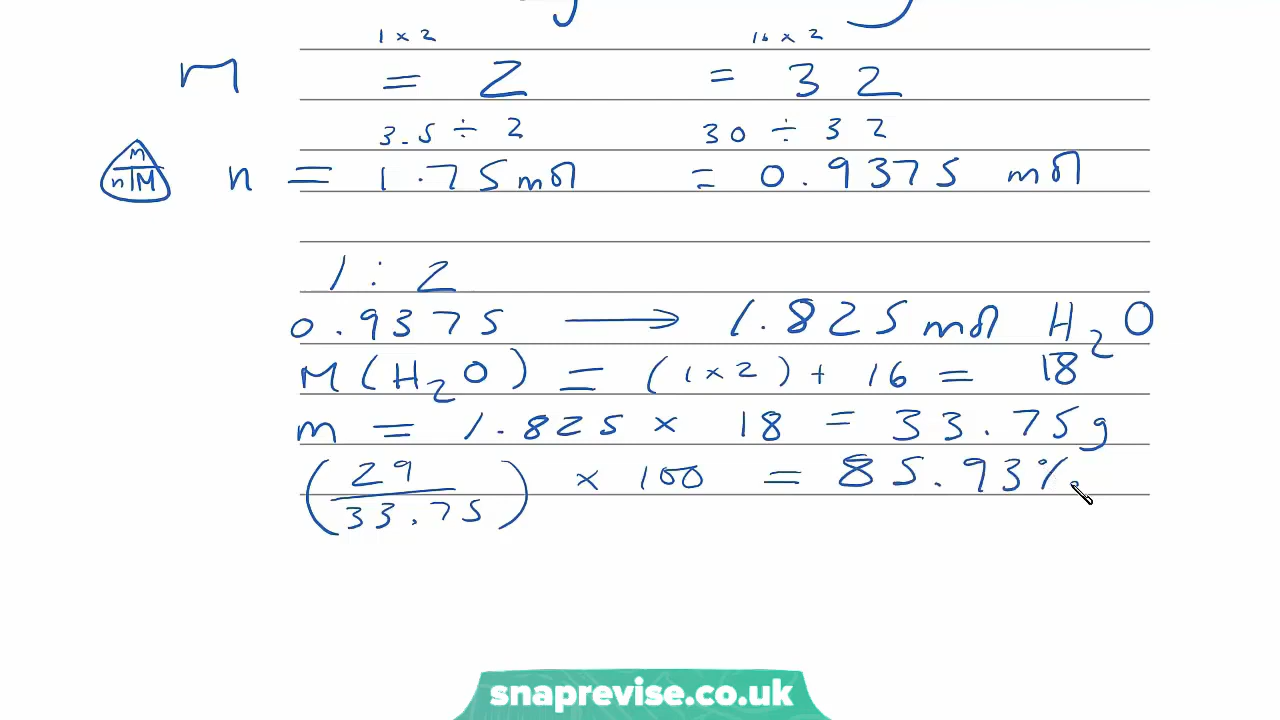 1 x 2 16 x 2
M = 2 = 32
3.5 ÷ 2 30 ÷ 32
m
n M
n = 1.75 mol = 0.9375 mol
1 : 2
0.9375 → 1.825 mol H₂O
M(H₂O) = (1x2) + 16 = 18
m = 1.825 x 18 = 33.75g
(29/33.75) x 100 = 85.93%
snaprevise.co.uk